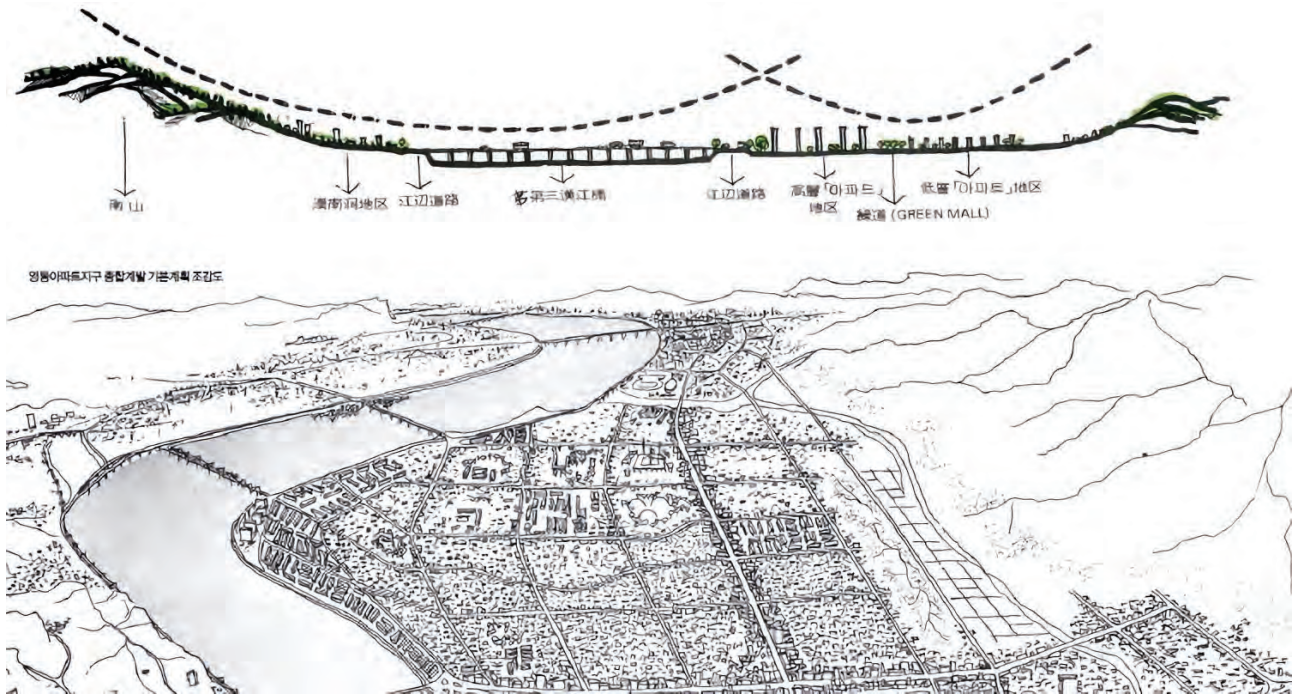 南山
漢南洞地区
江辺道路
第三漢江橋
江辺道路
高層「아파트」
地区
綠道 (GREEN MALL)
低層「아파트」地区
영동아파트지구 종합개발 기본계획 조감도